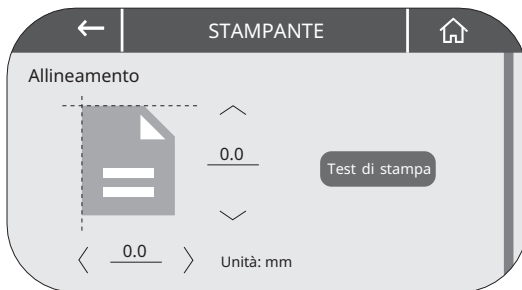 STAMPANTE
Allineamento
0.0
Test di stampa
0.0
Unità: mm